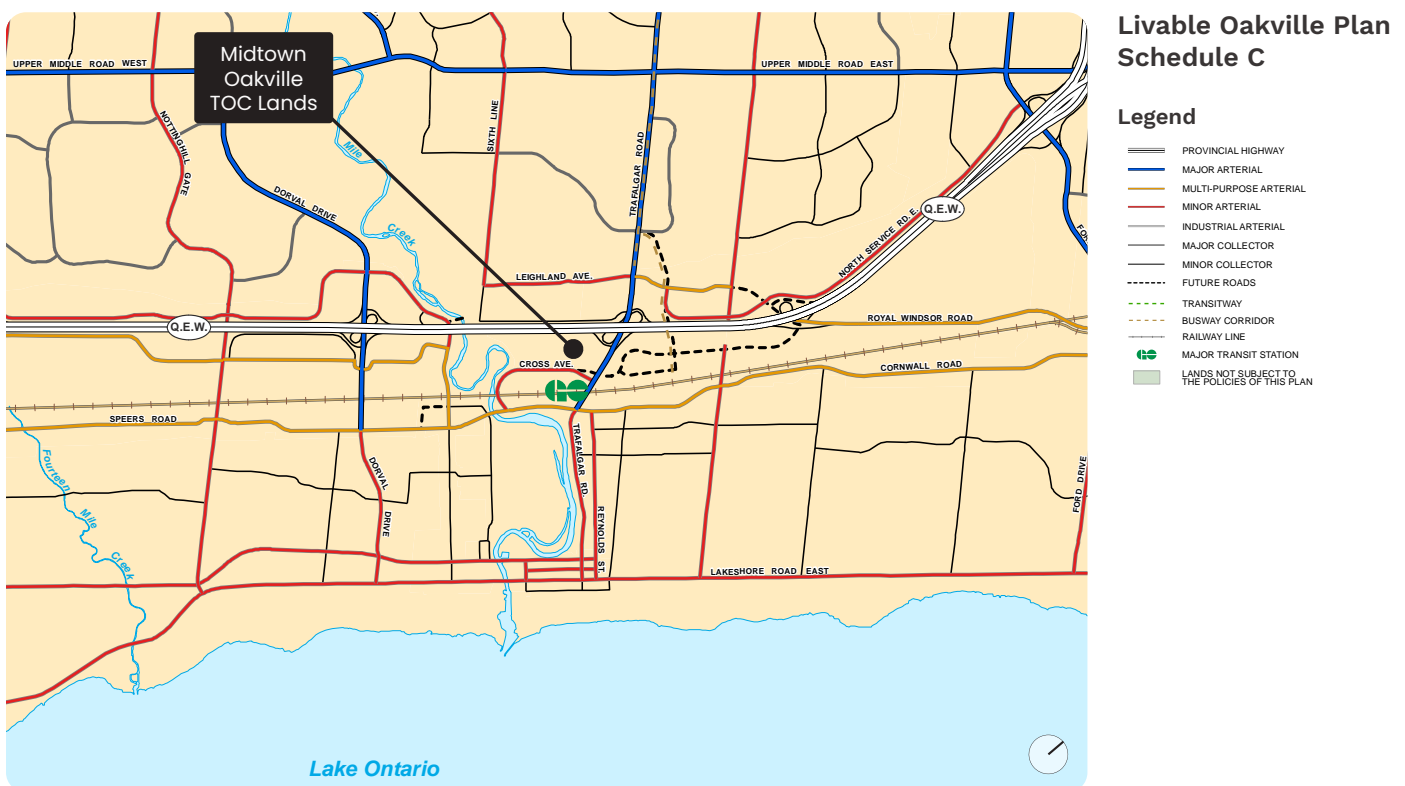 Livable Oakville Plan
Schedule C
Legend
PROVINCIAL HIGHWAY
MAJOR ARTERIAL
MULTI-PURPOSE ARTERIAL
MINOR ARTERIAL
INDUSTRIAL ARTERIAL
MAJOR COLLECTOR
MINOR COLLECTOR
FUTURE ROADS
TRANSITWAY
BUSWAY CORRIDOR
RAILWAY LINE
MAJOR TRANSIT STATION
LANDS NOT SUBJECT TO
THE POLICIES OF THIS PLAN
Midtown
Oakville
TOC Lands
UPPER MIDDLE ROAD WEST
UPPER MIDDLE ROAD EAST
NOTTINGHILL GATE
SIXTH LINE
TRAFALGAR ROAD
Mile
Creek
DORVAL DRIVE
Q.E.W.
NORTH SERVICE RD. E.
FOR
LEIGHLAND AVE.
Q.E.W.
ROYAL WINDSOR ROAD
CROSS AVE.
CORNWALL ROAD
GO
SPEERS ROAD
TRAFALGAR RD.
DORVAL
DRIVE
REYNOLDS ST.
FORD DRIVE
Fourteen
Mile
Creek
LAKESHORE ROAD EAST
Lake Ontario